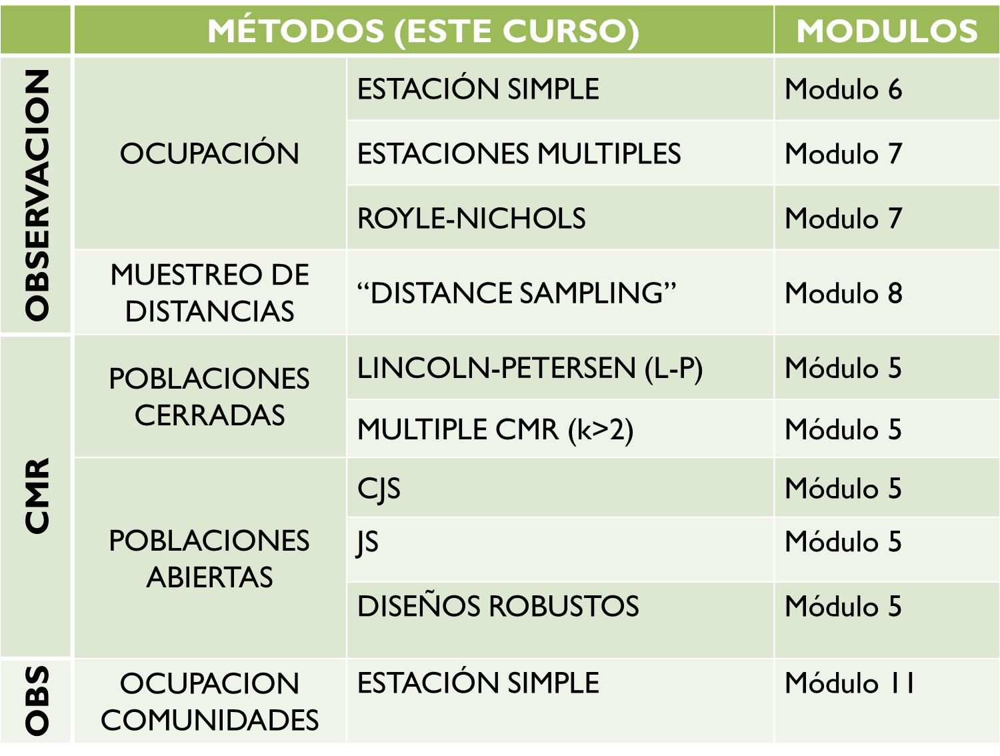 MÉTODOS (ESTE CURSO) MODULOS
OBSERVACION
OCUPACIÓN
ESTACIÓN SIMPLE Modulo 6
ESTACIONES MULTIPLES Modulo 7
ROYLE-NICHOLS Modulo 7
MUESTREO DE
DISTANCIAS
“DISTANCE SAMPLING” Modulo 8
CMR
POBLACIONES
CERRADAS
LINCOLN-PETERSEN (L-P) Módulo 5
MULTIPLE CMR (k>2) Módulo 5
POBLACIONES
ABIERTAS
CJS Módulo 5
JS Módulo 5
DISEÑOS ROBUSTOS Módulo 5
OBS
OCUPACION
COMUNIDADES
ESTACIÓN SIMPLE Módulo 11